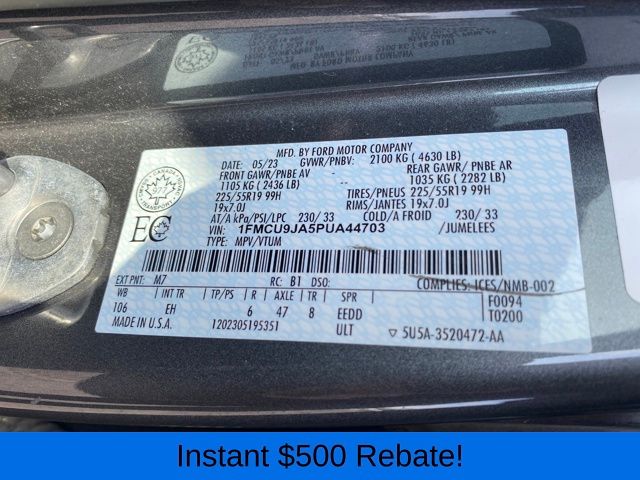 MFD. BY FORD MOTOR COMPANY
DATE: 05/23 GVWR/PNBV: 2100 KG ( 4630 LB)
FRONT GAWR/ PNBE AV - REAR GAWR/ PNBE AR
1105 KG ( 2436 LB) -- 1035 KG ( 2282 LB)
225/55R19 99H TIRES/PNEUS 225/55R19 99H
19x7.0J RIMS/JANTES 19x7.0J
AT/A kPa/PSI/LPC 230/ 33 COLD/A FROID 230/ 33
VIN: 1FMCU9JA5PUA44703 /JUMELEES
TYPE: MPV/VTUM
EC
EXT PNT: M7 RC: B1 DSO: COMPLIES: ICES/NMB-002
WB INT TR TP/PS R AXLE TR SPR F0094
106 EH 6 47 8 EEDD T0200
MADE IN U.S.A. 1202305195351 ULT 5U5A-3520472-AA
Instant $500 Rebate!